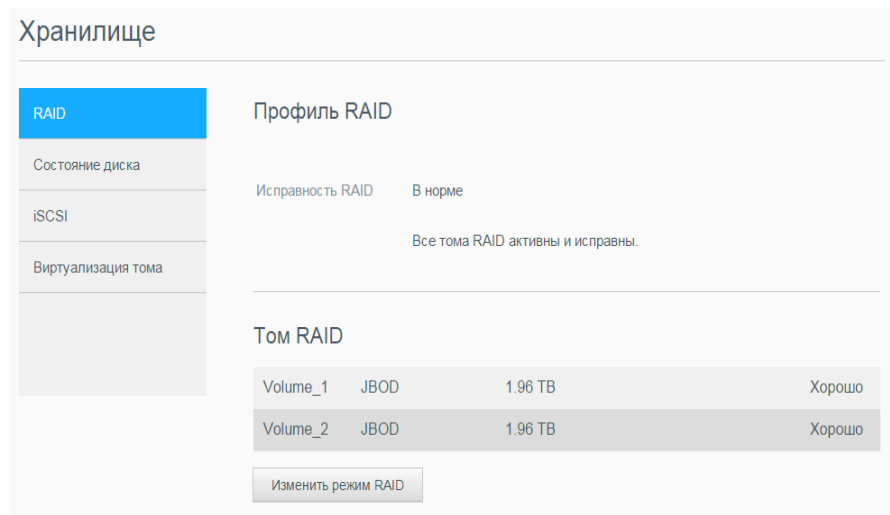 Хранилище
RAID
Состояние диска
iSCSI
Виртуализация тома
Профиль RAID
Исправность RAID В норме
Все тома RAID активны и исправны.
Том RAID
Volume_1 JBOD 1.96 TB Хорошо
Volume_2 JBOD 1.96 TB Хорошо
Изменить режим RAID